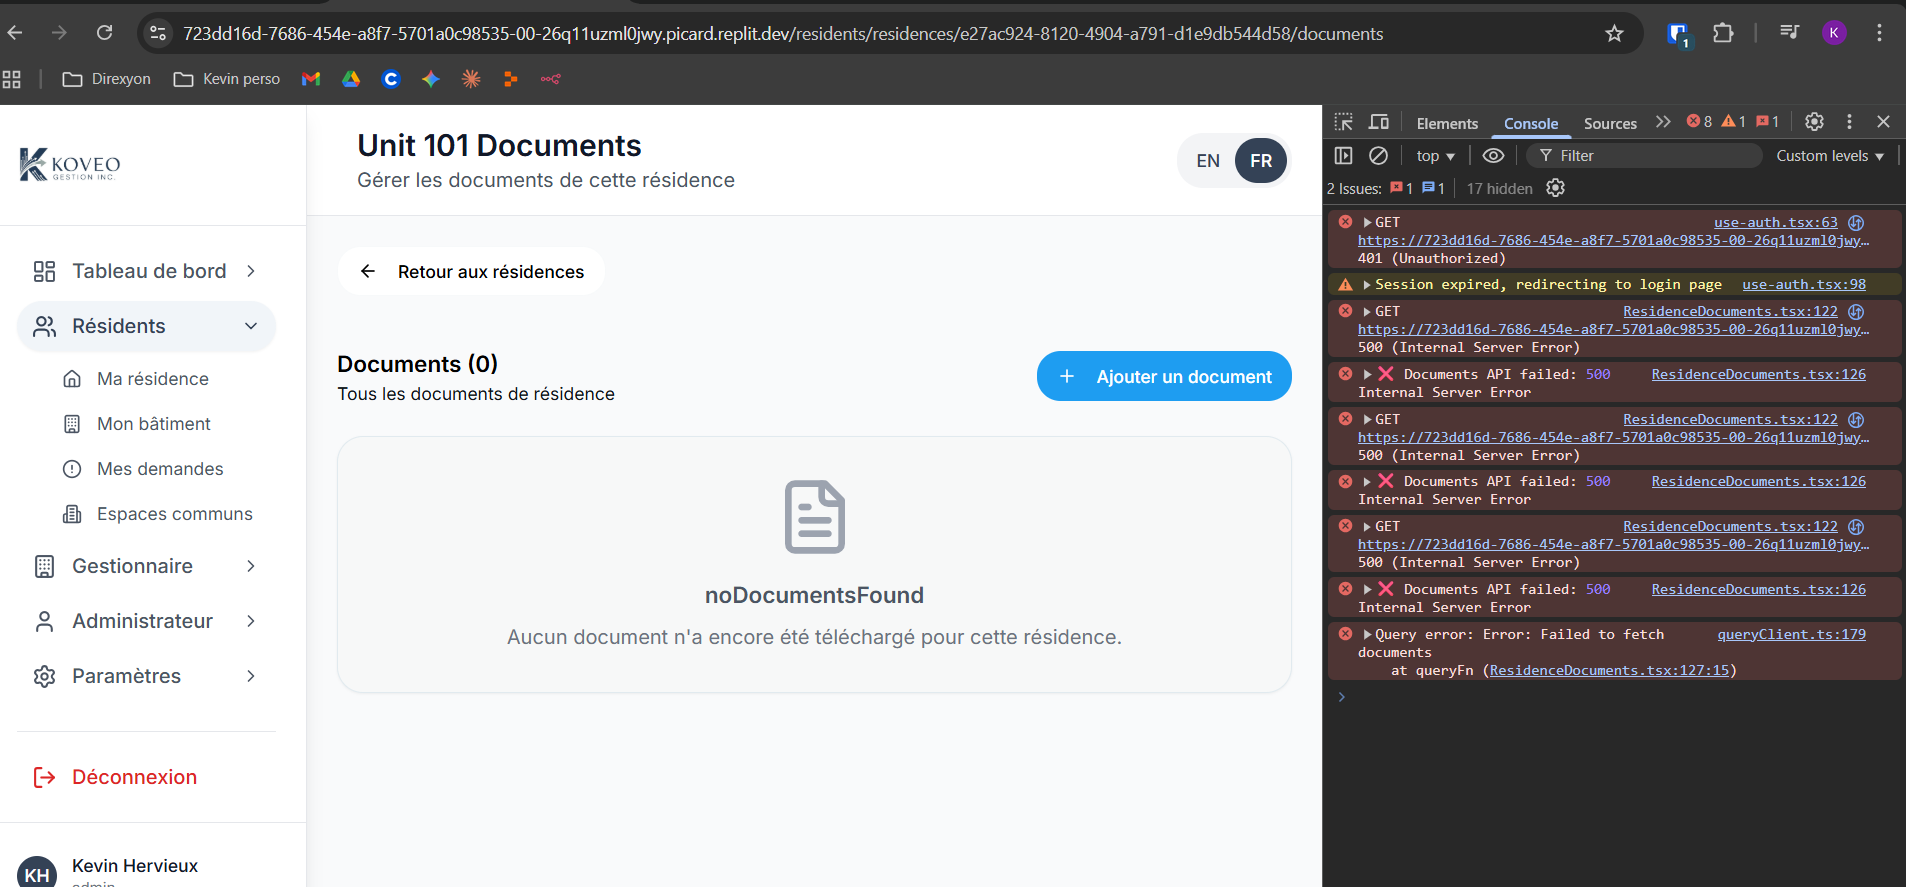 723dd16d-7686-454e-a8f7-5701a0c98535-00-26q11uzml0jwy.picard.replit.dev/residents/residences/e27ac924-8120-4904-a791-d1e9db544d58/documents
1
K
Direxyon
Kevin perso
KOVEO
GESTION INC.
Unit 101 Documents
Gérer les documents de cette résidence
EN
FR
Tableau de bord
Résidents
Ma résidence
Mon bâtiment
Mes demandes
Espaces communs
Gestionnaire
Administrateur
Paramètres
Déconnexion
KH
Kevin Hervieux
admin
Retour aux résidences
Documents (0)
Tous les documents de résidence
Ajouter un document
noDocumentsFound
Aucun document n'a encore été téléchargé pour cette résidence.
Elements
Console
Sources
8
1
1
top
Filter
Custom levels
2 Issues:
1
1
17 hidden
GET use-auth.tsx:63
https://723dd16d-7686-454e-a8f7-5701a0c98535-00-26q11uzml0jwy…
401 (Unauthorized)
Session expired, redirecting to login page use-auth.tsx:98
GET ResidenceDocuments.tsx:122
https://723dd16d-7686-454e-a8f7-5701a0c98535-00-26q11uzml0jwy…
500 (Internal Server Error)
❌ Documents API failed: 500 ResidenceDocuments.tsx:126
Internal Server Error
GET ResidenceDocuments.tsx:122
https://723dd16d-7686-454e-a8f7-5701a0c98535-00-26q11uzml0jwy…
500 (Internal Server Error)
❌ Documents API failed: 500 ResidenceDocuments.tsx:126
Internal Server Error
GET ResidenceDocuments.tsx:122
https://723dd16d-7686-454e-a8f7-5701a0c98535-00-26q11uzml0jwy…
500 (Internal Server Error)
❌ Documents API failed: 500 ResidenceDocuments.tsx:126
Internal Server Error
Query error: Error: Failed to fetch queryClient.ts:179
documents
at queryFn (ResidenceDocuments.tsx:127:15)